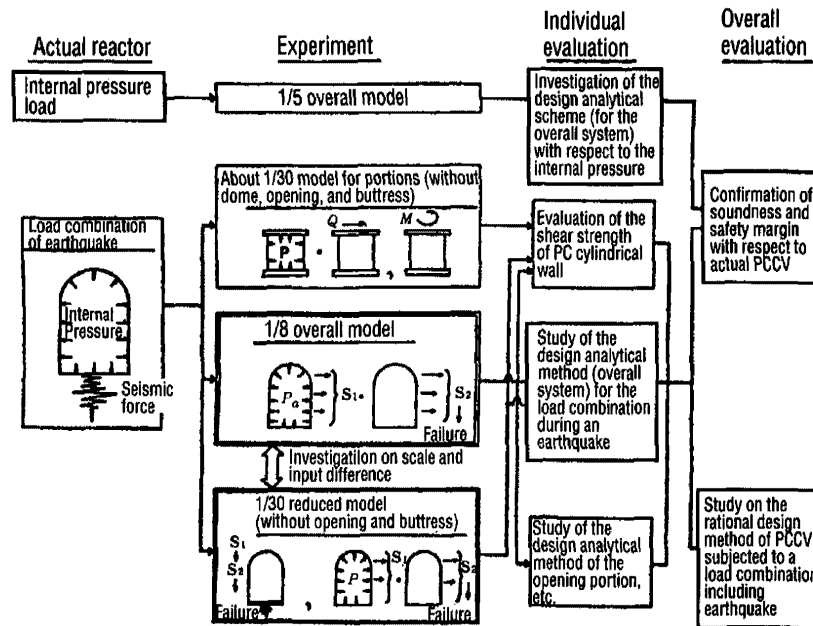 Actual reactor
Experiment
Individual
evaluation
Overall
evaluation
Internal pressure
load
1/5 overall model
Investigation of the
design analytical
scheme (for the
overall system)
with respect to the
internal pressure
About 1/30 model for portions (without
dome, opening, and buttress)
Q
M
P
Evaluation of the
shear strength
of PC cylindrical
wall
Confirmation of
soundness and
safety margin
with respect to
actual PCCV
Load combination
of earthquake
Internal
Pressure
Seismic
force
1/8 overall model
Pa
S1
S2
Failure
Study of the
design analytical
method (overall
system) for the
load combination
during an
earthquake
Investigatiion on scale and
input difference
1/30 reduced model
(without opening and buttress)
S1
S2
Failure
P
S1
S2
Failure
Study of the
design analytical
method of the
opening portion,
etc.
Study on the
rational design
method of PCCV
subjected to a
load combination
including
earthquake